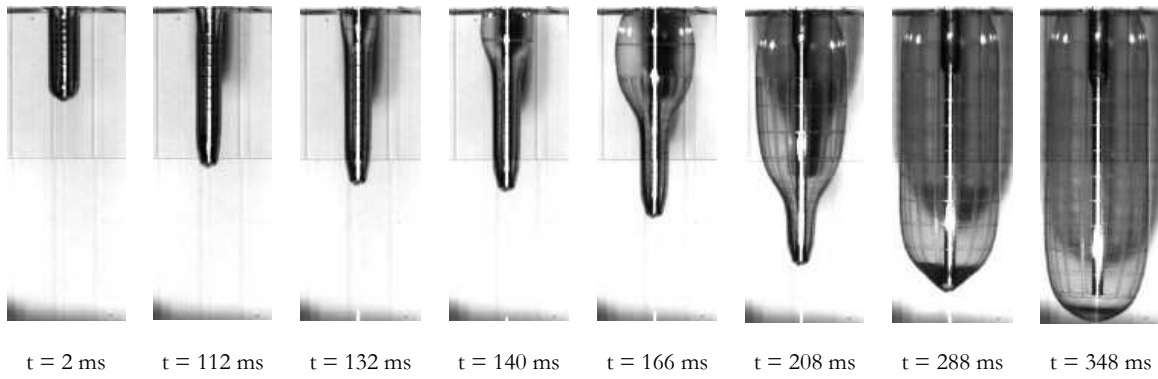 t = 2 ms t = 112 ms t = 132 ms t = 140 ms t = 166 ms t = 208 ms t = 288 ms t = 348 ms